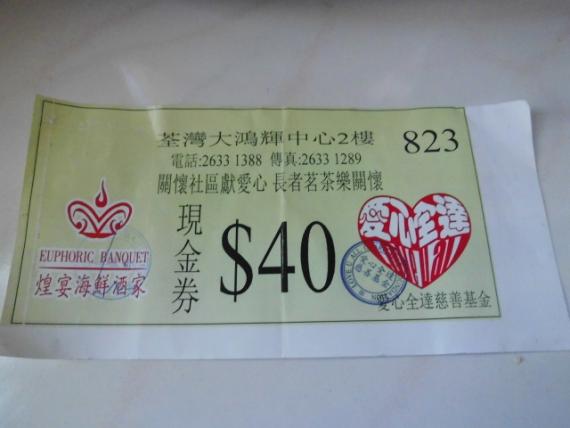 荃灣大鴻輝中心2樓
823
電話:2633 1388 傳真:2633 1289
關懷社區獻愛心 長者茗茶樂關懷
EUPHORIC BANQUET
煌宴海鮮酒家
現金券
$40
愛心全達
愛心全達慈善基金